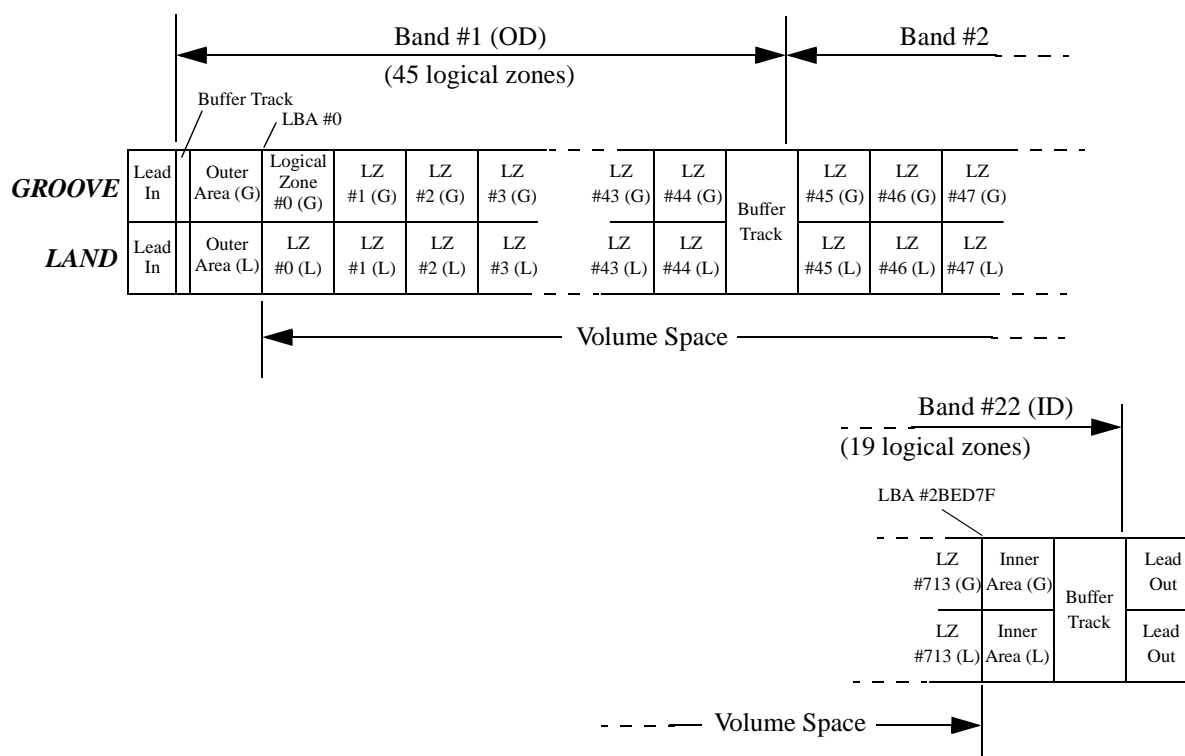 Band #1 (OD)
Band #2
(45 logical zones)
Buffer Track
LBA #0
GROOVE
Lead
In
Outer
Area (G)
Logical
Zone
#0 (G)
LZ
#1 (G)
LZ
#2 (G)
LZ
#3 (G)
LZ
#43 (G)
LZ
#44 (G)
Buffer
Track
LZ
#45 (G)
LZ
#46 (G)
LZ
#47 (G)
LAND
Lead
In
Outer
Area (L)
LZ
#0 (L)
LZ
#1 (L)
LZ
#2 (L)
LZ
#3 (L)
LZ
#43 (L)
LZ
#44 (L)
LZ
#45 (L)
LZ
#46 (L)
LZ
#47 (L)
Volume Space
Band #22 (ID)
(19 logical zones)
LBA #2BED7F
LZ
#713 (G)
Inner
Area (G)
Buffer
Track
Lead
Out
LZ
#713 (L)
Inner
Area (L)
Lead
Out
Volume Space